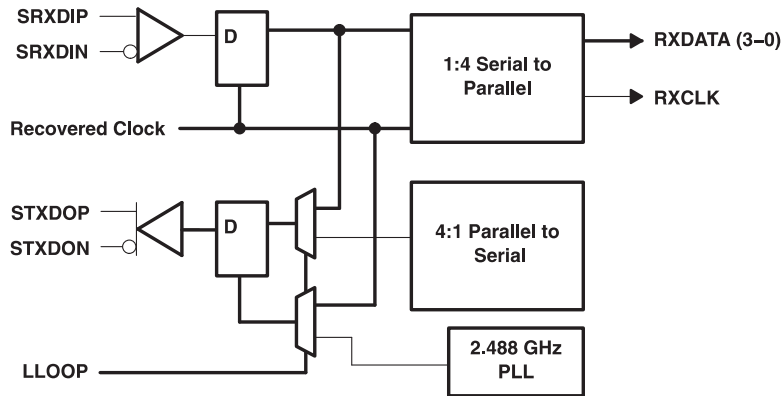 SRXDIP
SRXDIN
D
1:4 Serial to
Parallel
RXDATA (3–0)
RXCLK
Recovered Clock
STXDOP
STXDON
D
4:1 Parallel to
Serial
2.488 GHz
PLL
LLOOP